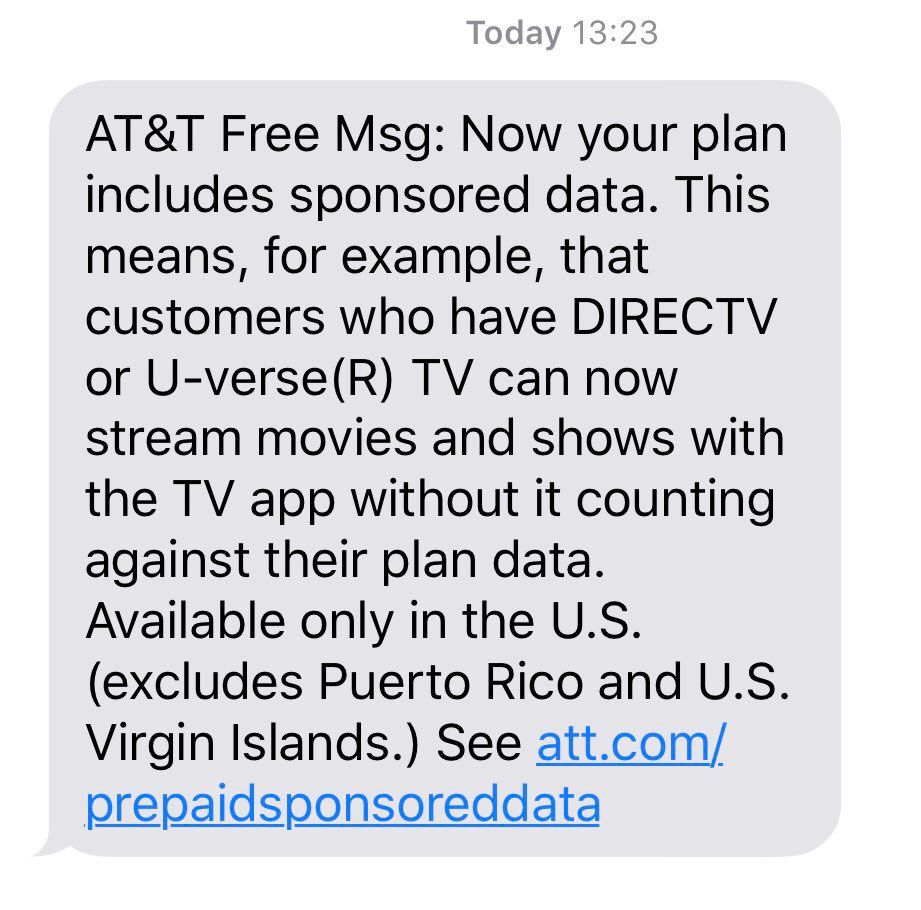 Today 13:23
AT&T Free Msg: Now your plan
includes sponsored data. This
means, for example, that
customers who have DIRECTV
or U-verse(R) TV can now
stream movies and shows with
the TV app without it counting
against their plan data.
Available only in the U.S.
(excludes Puerto Rico and U.S.
Virgin Islands.) See att.com/
prepaidsponsoreddata